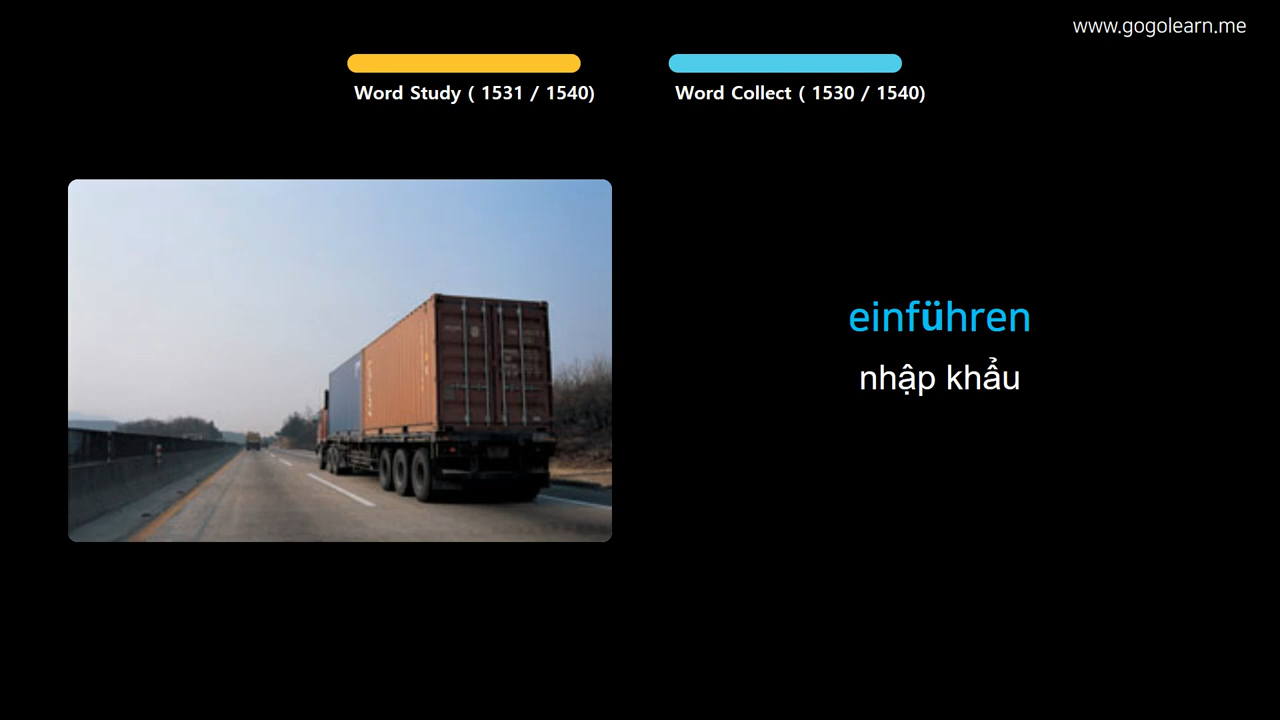 www.gogolearn.me
Word Study ( 1531 / 1540)
Word Collect ( 1530 / 1540)
einführen
nhập khẩu